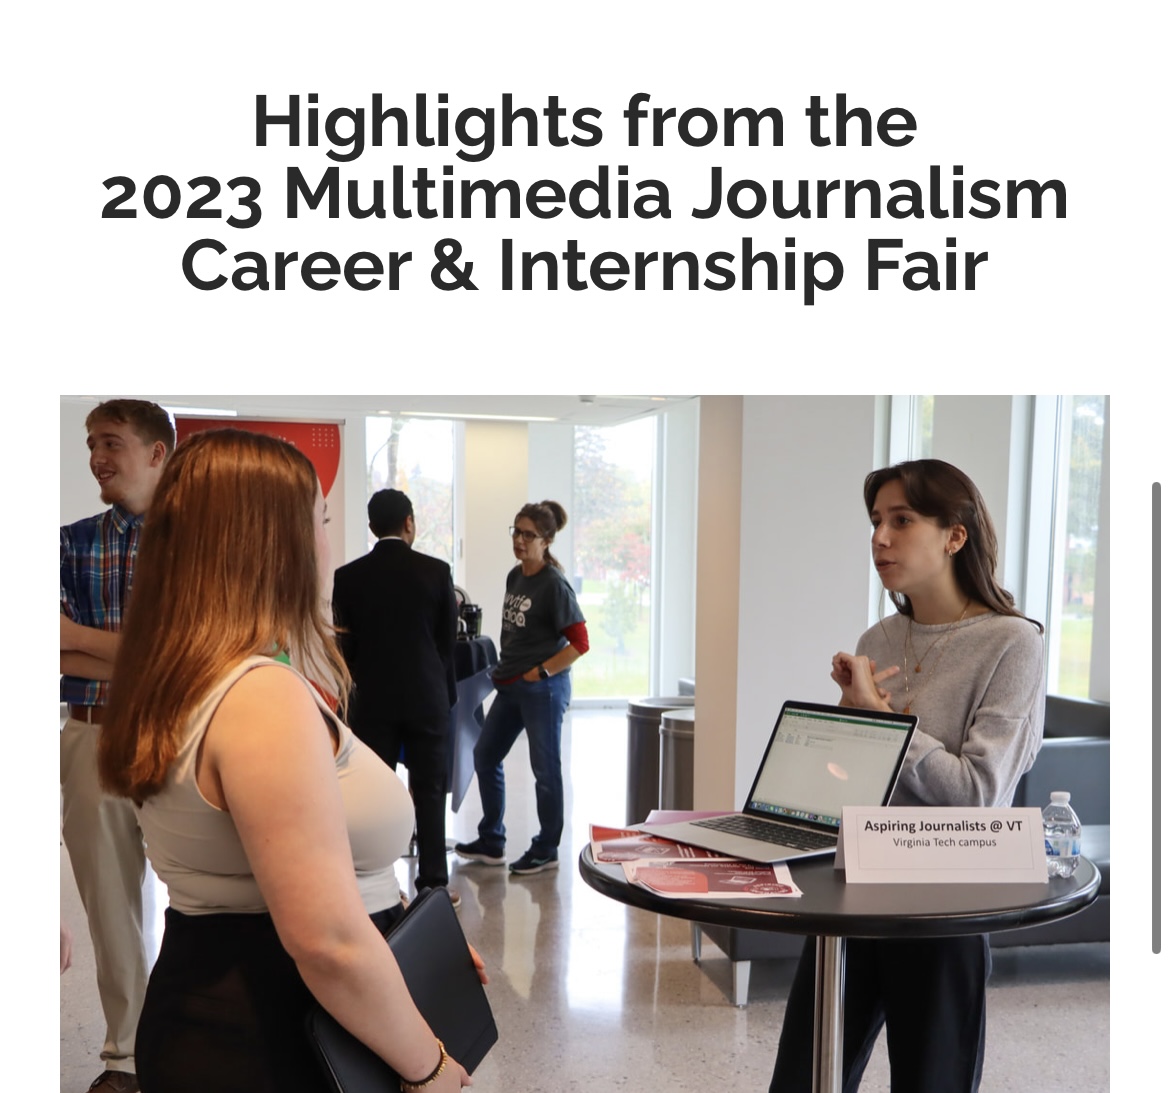 Highlights from the
2023 Multimedia Journalism
Career & Internship Fair
Aspiring Journalists @ VT
Virginia Tech campus